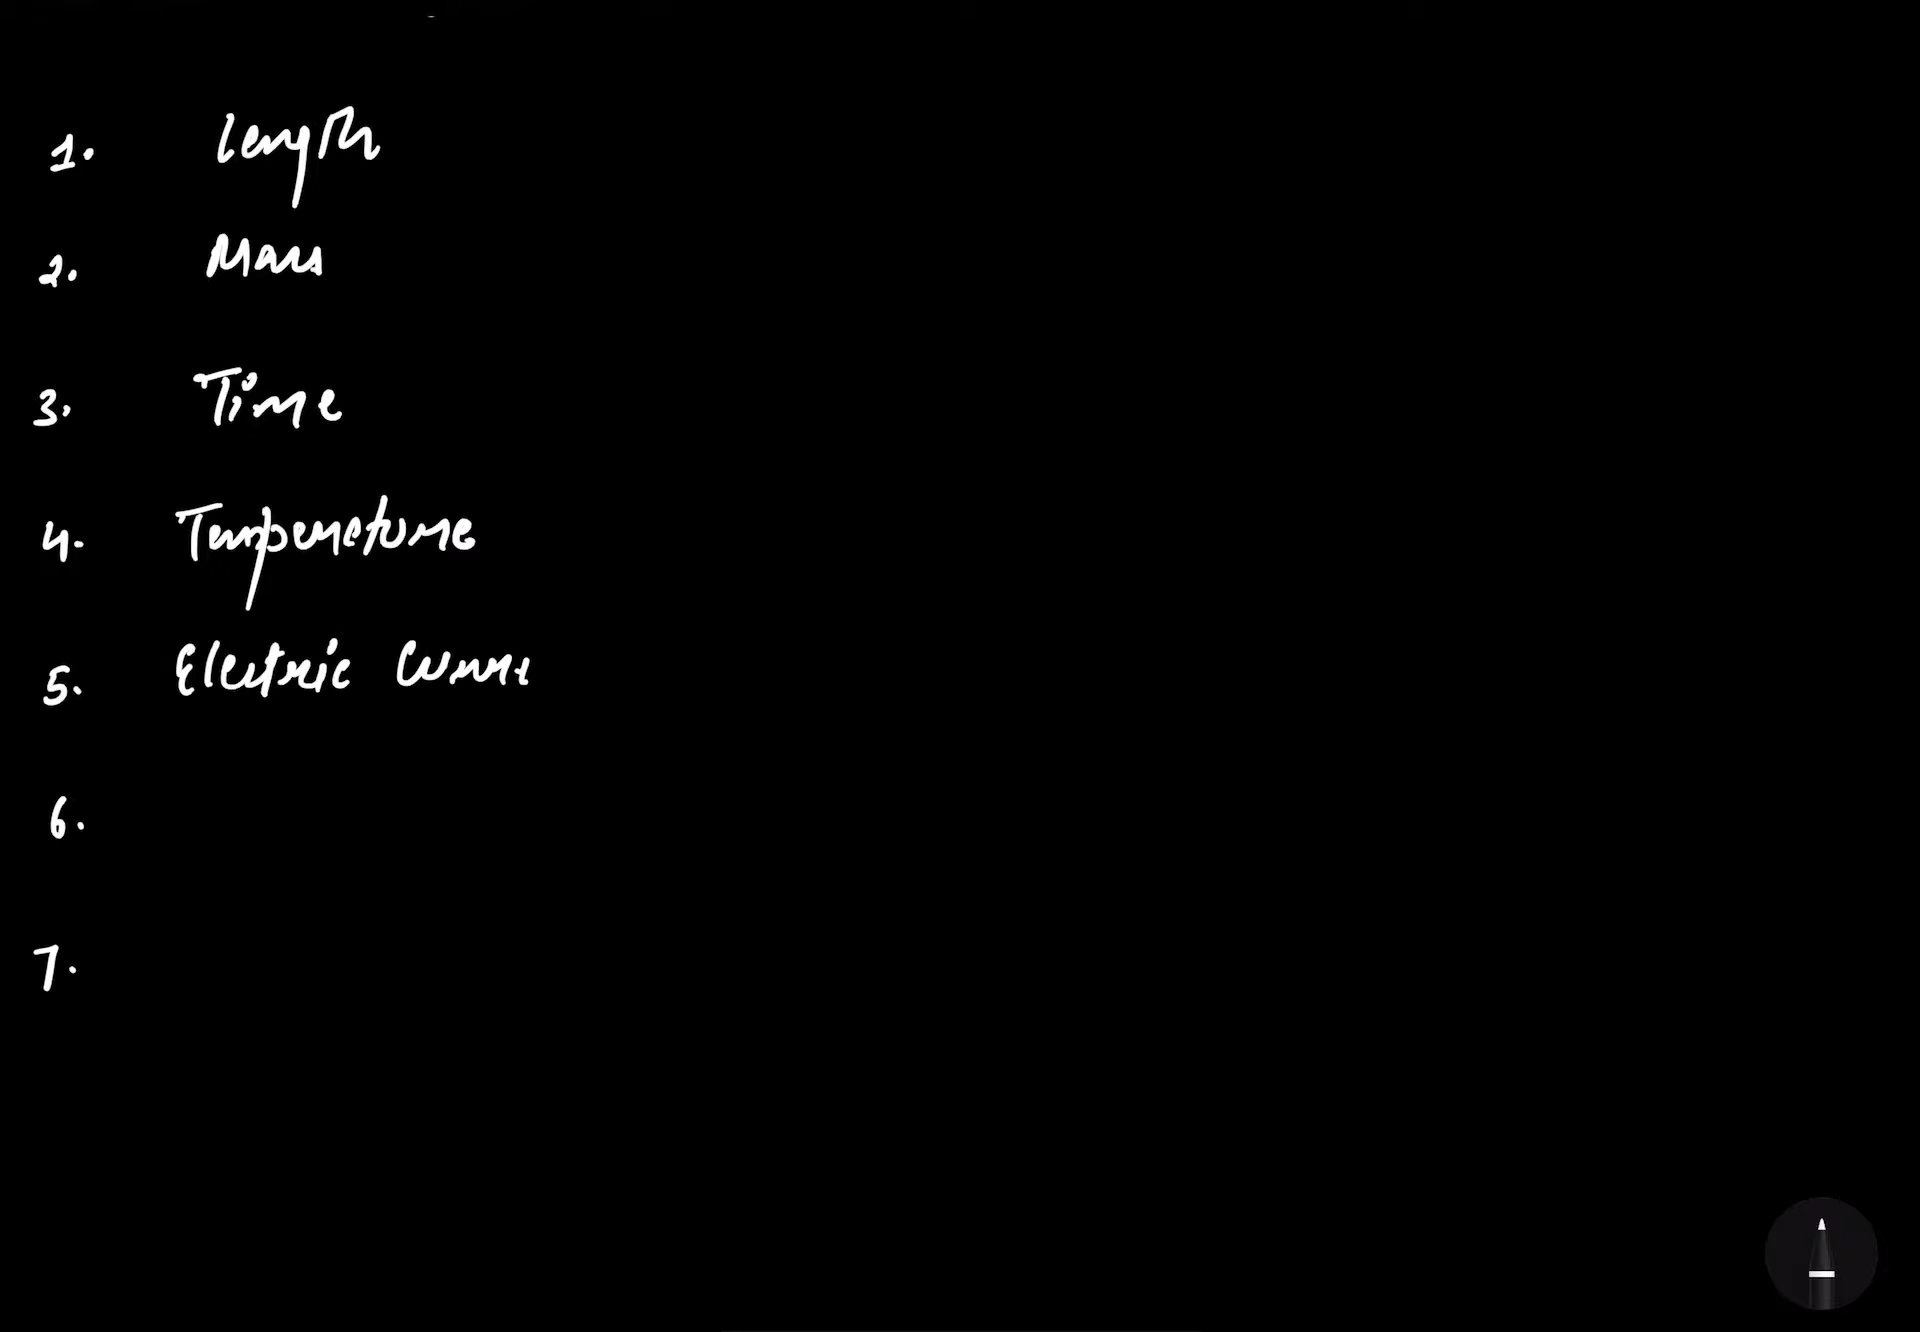 1. Length
2. Mass
3. Time
4. Temperature
5. Electric Current
6.
7.